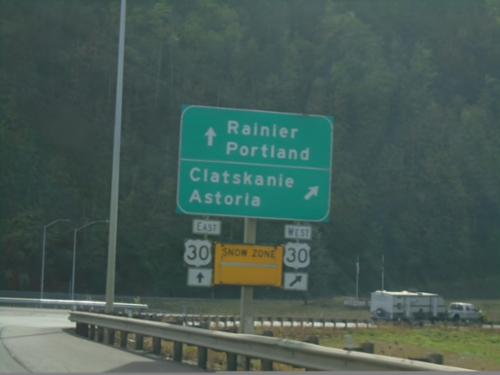 Rainier
Portland
Clatskanie
Astoria
EAST
WEST
30
SNOW ZONE
30